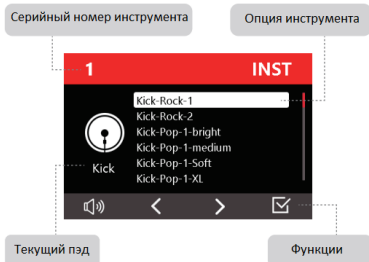 Серийный номер инструмента
Опция инструмента
1 INST
Kick-Rock-1
Kick-Rock-2
Kick-Pop-1-bright
Kick-Pop-1-medium
Kick-Pop-1-Soft
Kick-Pop-1-XL
Kick
Текущий пэд
Функции